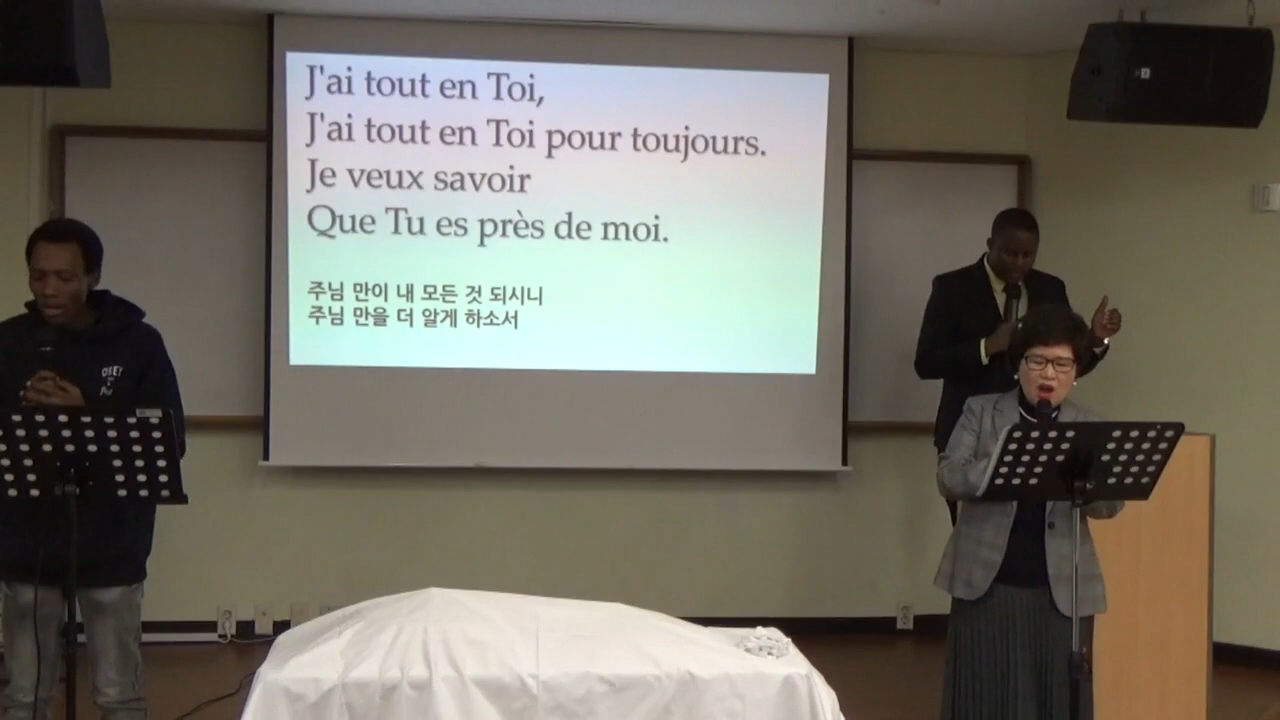 J'ai tout en Toi,
J'ai tout en Toi pour toujours.
Je veux savoir
Que Tu es près de moi.
주님 만이 내 모든 것 되시니
주님 만을 더 알게 하소서
OBEY